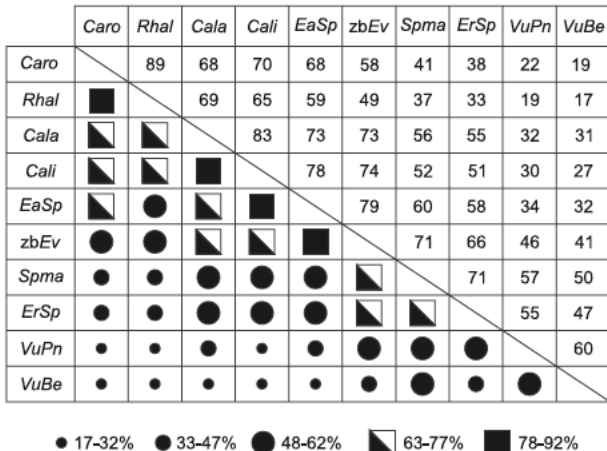 Caro Rhal Cala Cali EaSp zbEv Spma ErSp VuPn VuBe
Caro 89 68 70 68 58 41 38 22 19
Rhal 69 65 59 49 37 33 19 17
Cala 83 73 73 56 55 32 31
Cali 78 74 52 51 30 27
EaSp 79 60 58 34 32
zbEv 71 66 46 41
Spma 71 57 50
ErSp 55 47
VuPn 60
VuBe
17–32% 33–47% 48–62% 63–77% 78–92%